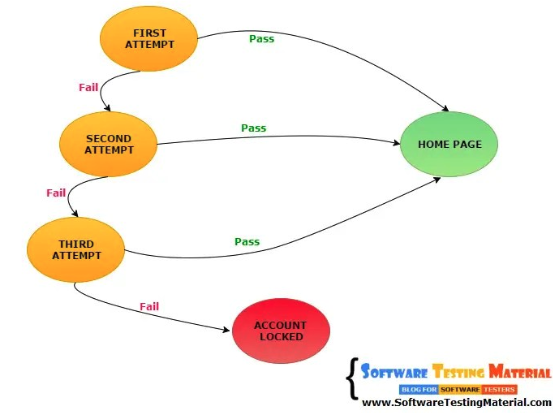 FIRST
ATTEMPT
Pass
Fail
SECOND
ATTEMPT
Pass
HOME PAGE
Fail
THIRD
ATTEMPT
Pass
Fail
ACCOUNT
LOCKED
SOFTWARE TESTING MATERIAL
BLOG FOR SOFTWARE TESTERS
www.SoftwareTestingMaterial.com